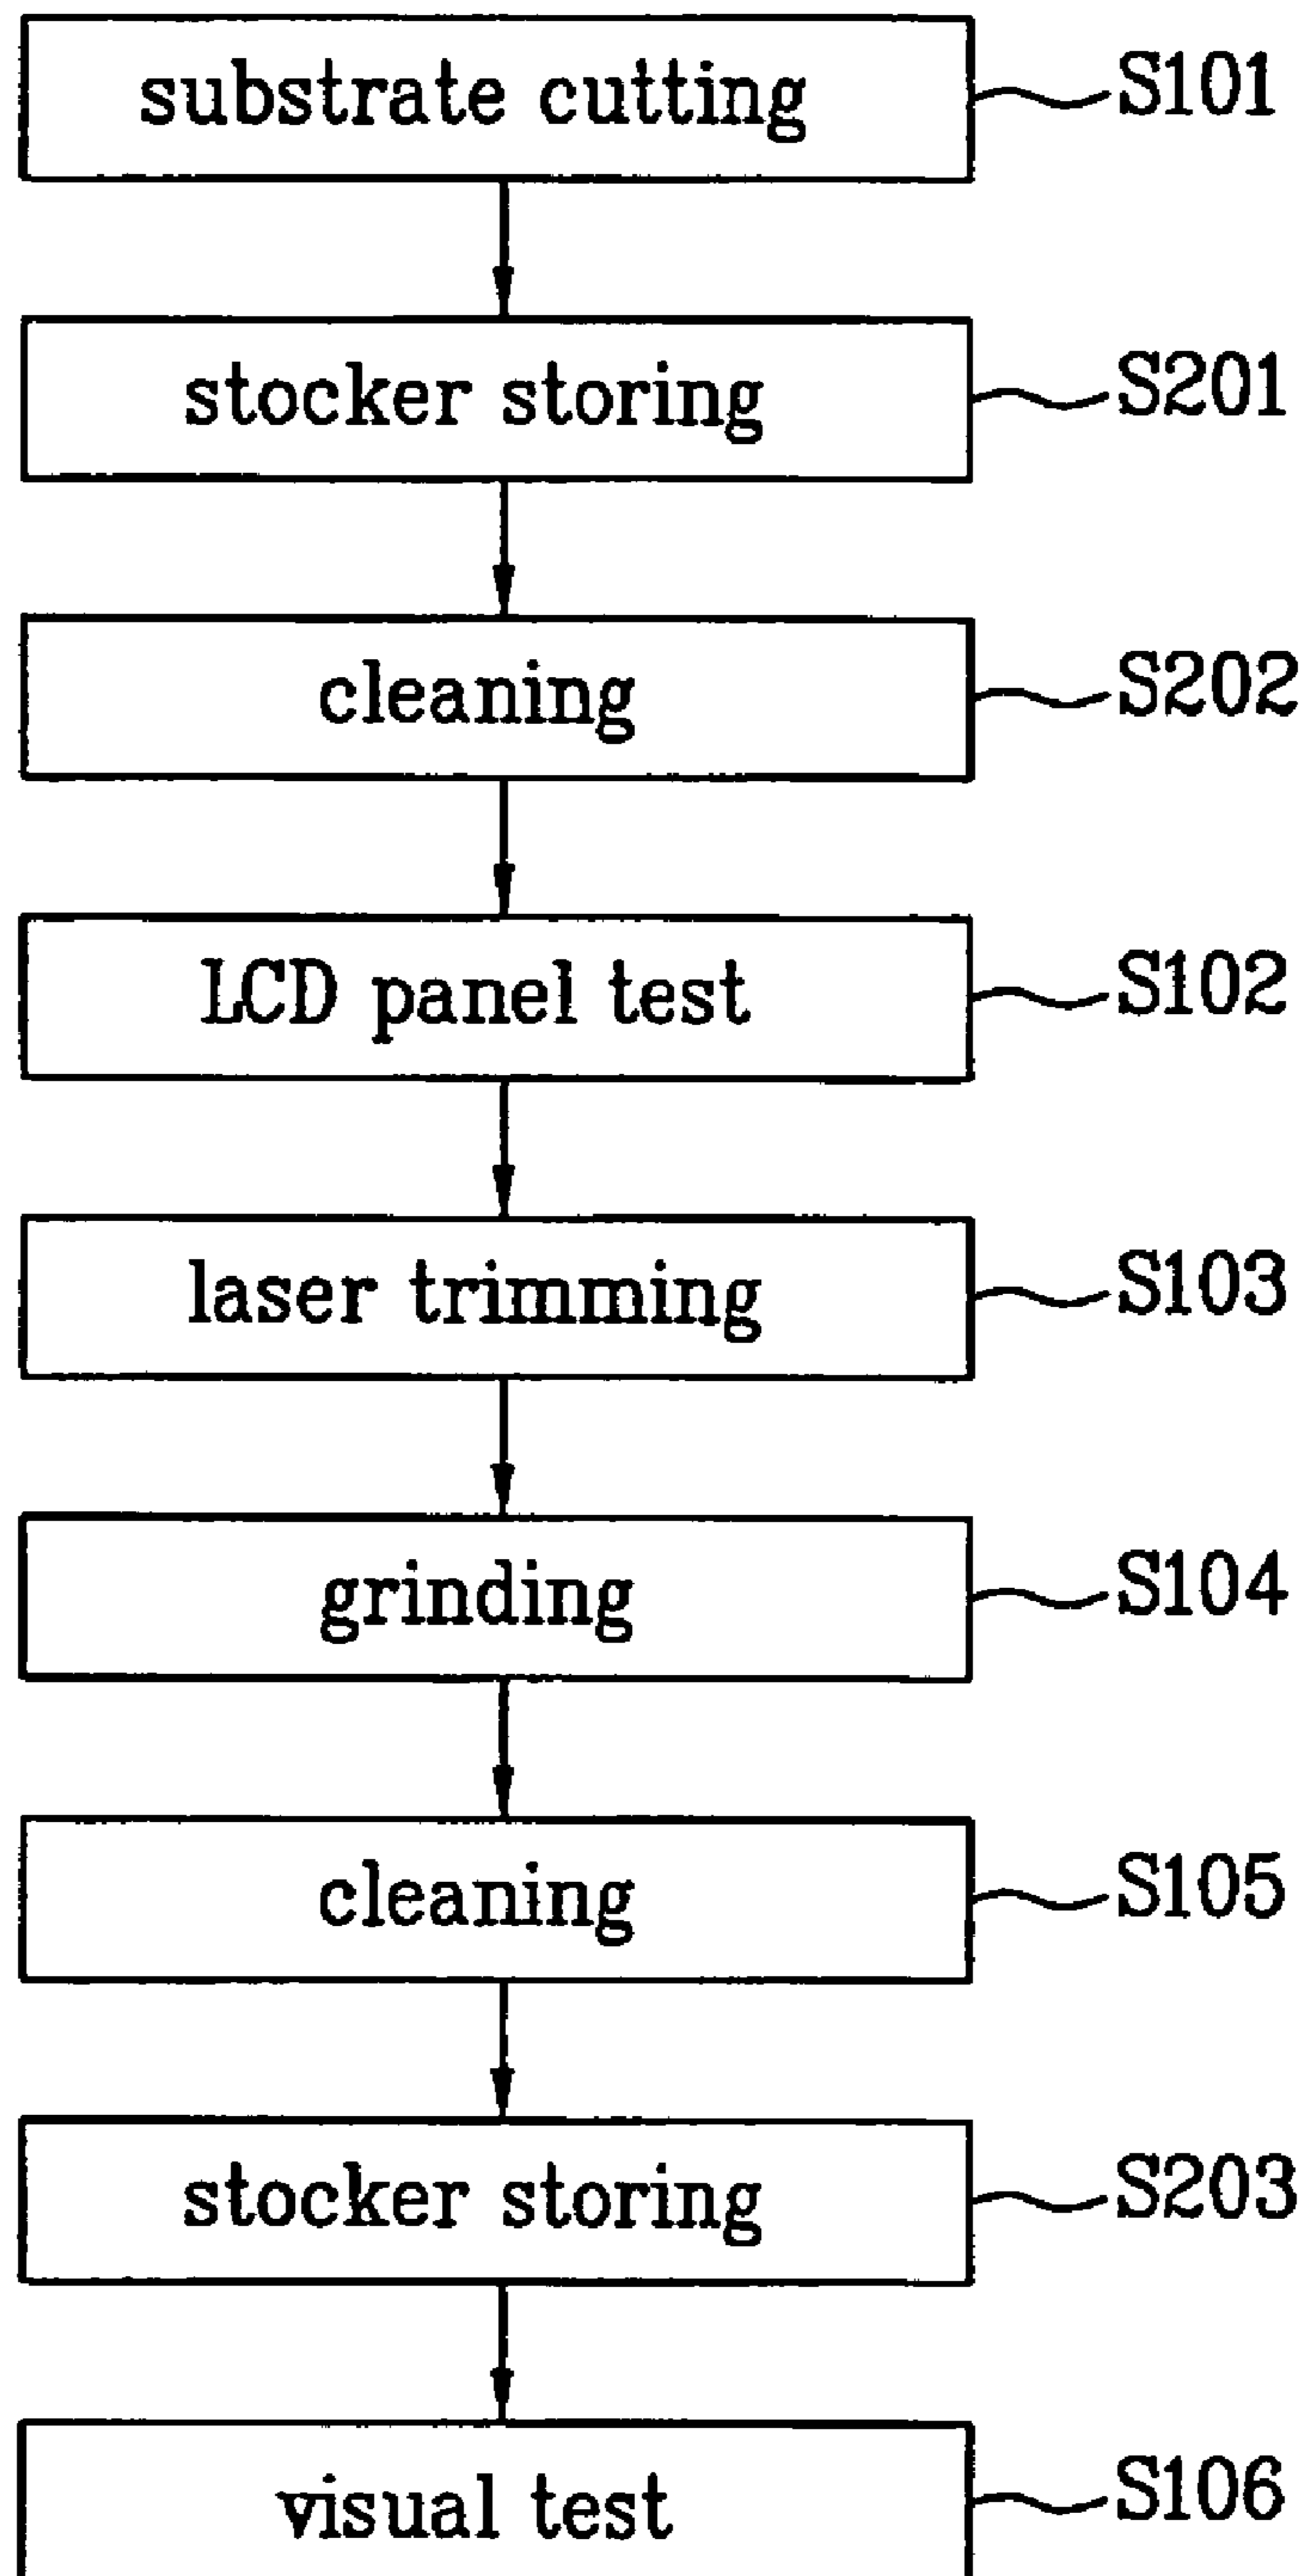 substrate cutting S101
stocker storing S201
cleaning S202
LCD panel test S102
laser trimming S103
grinding S104
cleaning S105
stocker storing S203
visual test S106